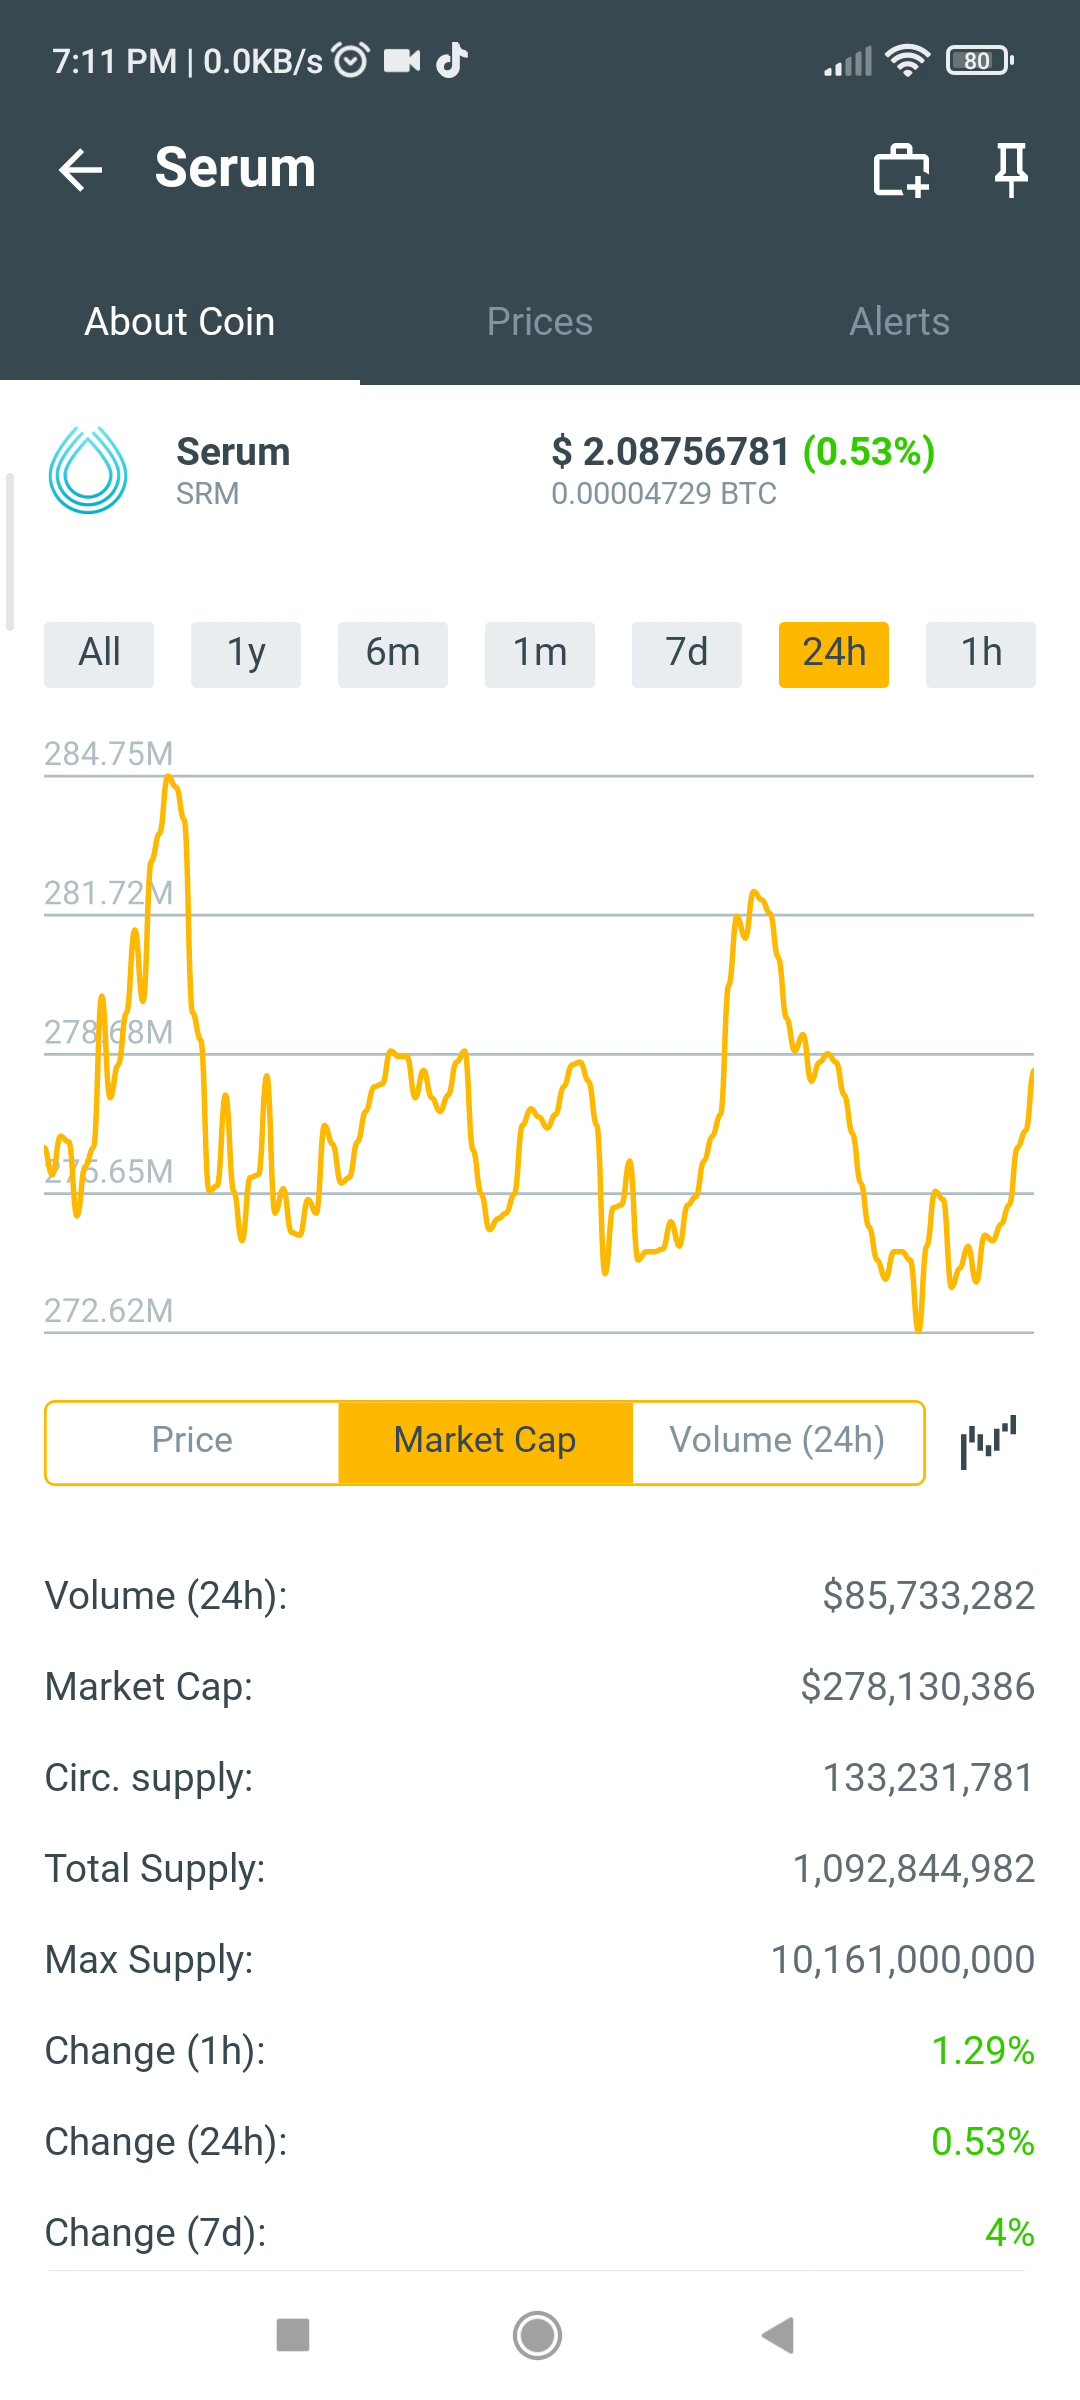 7:11 PM | 0.0KB/s 80
Serum
About Coin Prices Alerts
Serum $ 2.08756781 (0.53%)
SRM 0.00004729 BTC
All 1y 6m 1m 7d 24h 1h
284.75M
281.72M
278.68M
275.65M
272.62M
Price Market Cap Volume (24h)
Volume (24h): $85,733,282
Market Cap: $278,130,386
Circ. supply: 133,231,781
Total Supply: 1,092,844,982
Max Supply: 10,161,000,000
Change (1h): 1.29%
Change (24h): 0.53%
Change (7d): 4%